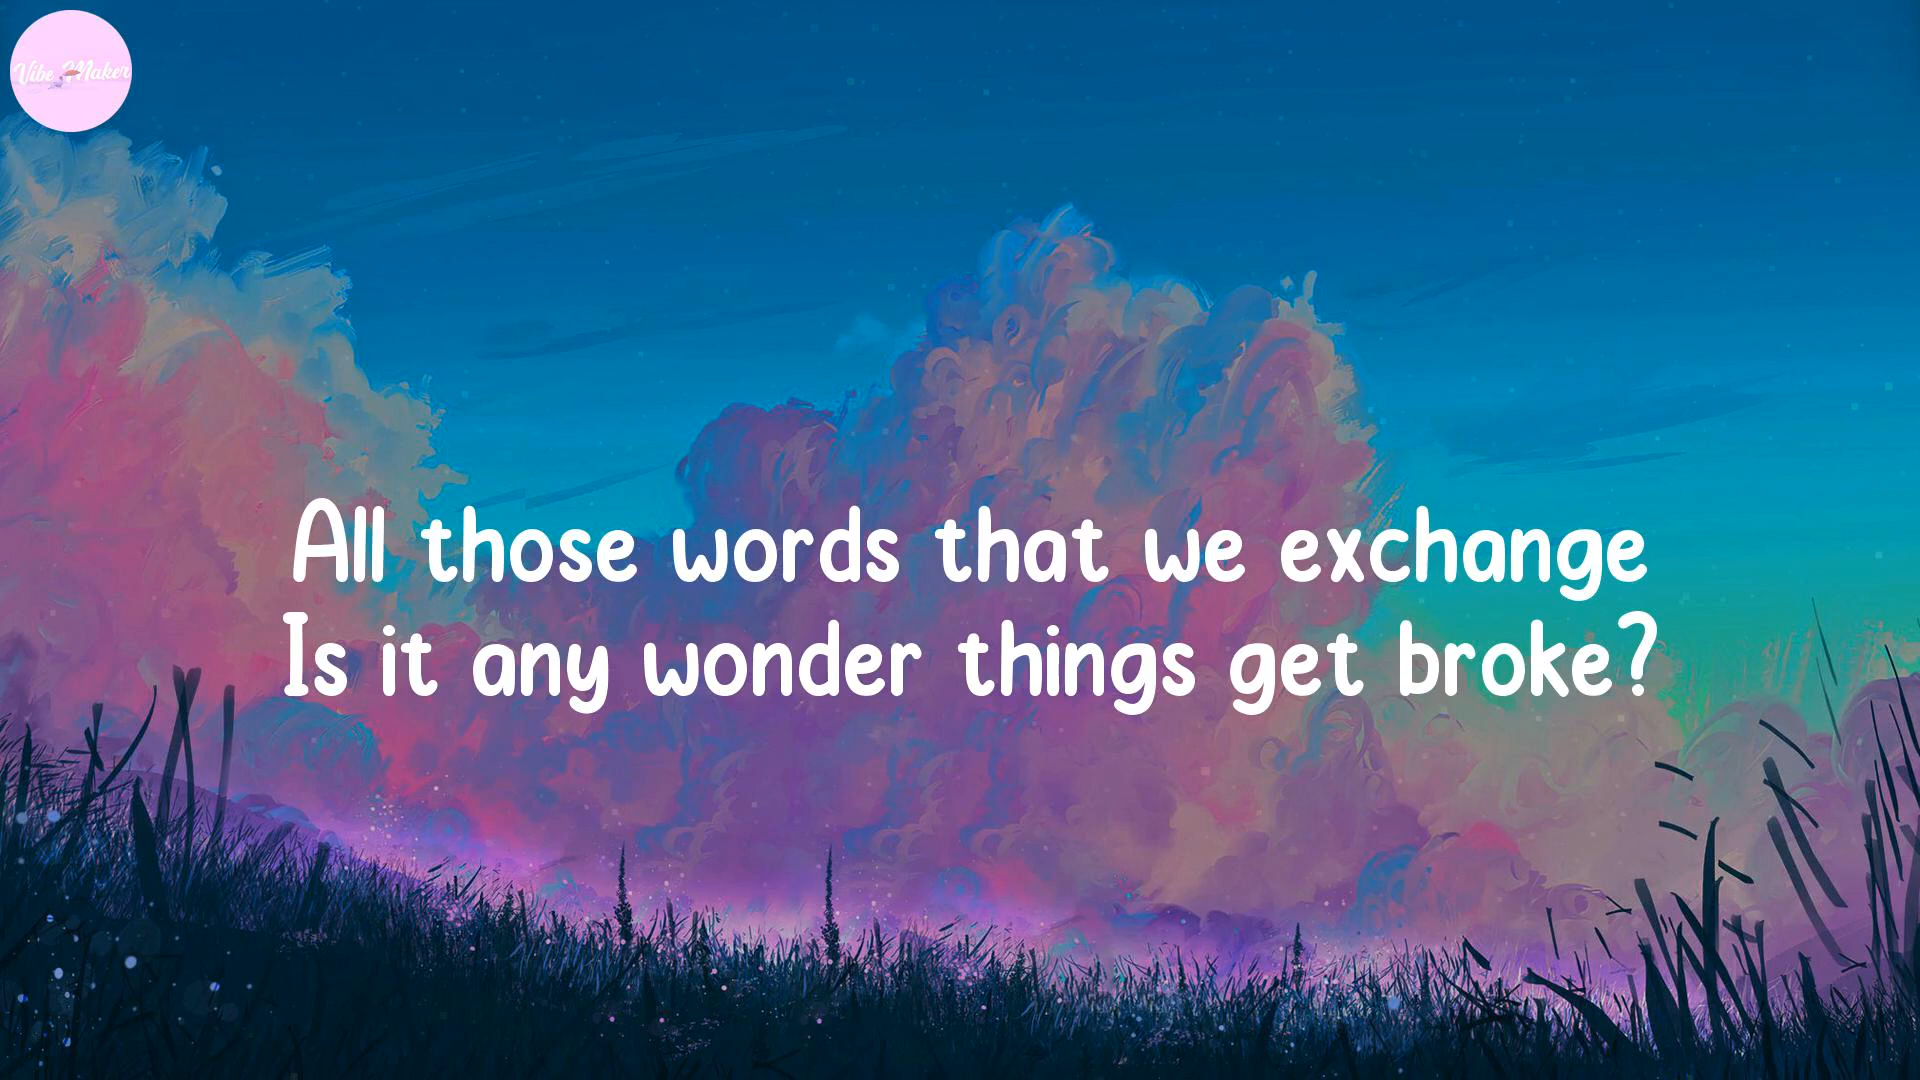 Vibe Maker
All those words that we exchange
Is it any wonder things get broke?